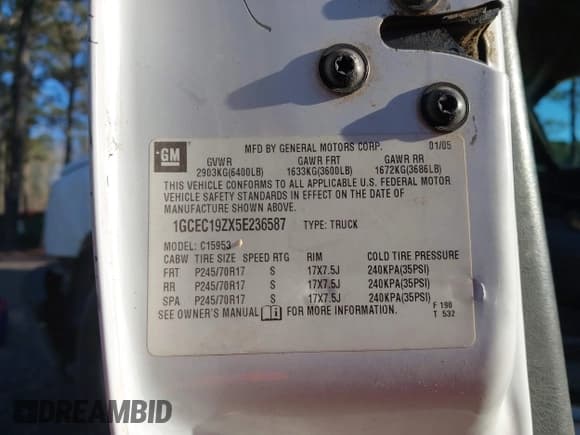 GM
MFD BY GENERAL MOTORS CORP. 01/05
GVWR GAWR FRT GAWR RR
2903KG(6400LB) 1633KG(3600LB) 1672KG(3686LB)
THIS VEHICLE CONFORMS TO ALL APPLICABLE U.S. FEDERAL MOTOR
VEHICLE SAFETY STANDARDS IN EFFECT ON THE DATE OF
MANUFACTURE SHOWN ABOVE.
1GCEC19ZX5E236587 TYPE: TRUCK
MODEL: C15953
CABW TIRE SIZE SPEED RTG RIM COLD TIRE PRESSURE
FRT P245/70R17 S 17X7.5J 240KPA(35PSI)
RR P245/70R17 S 17X7.5J 240KPA(35PSI)
SPA P245/70R17 S 17X7.5J 240KPA(35PSI)
SEE OWNER'S MANUAL FOR MORE INFORMATION.
F 190
T 532
DREAMBID